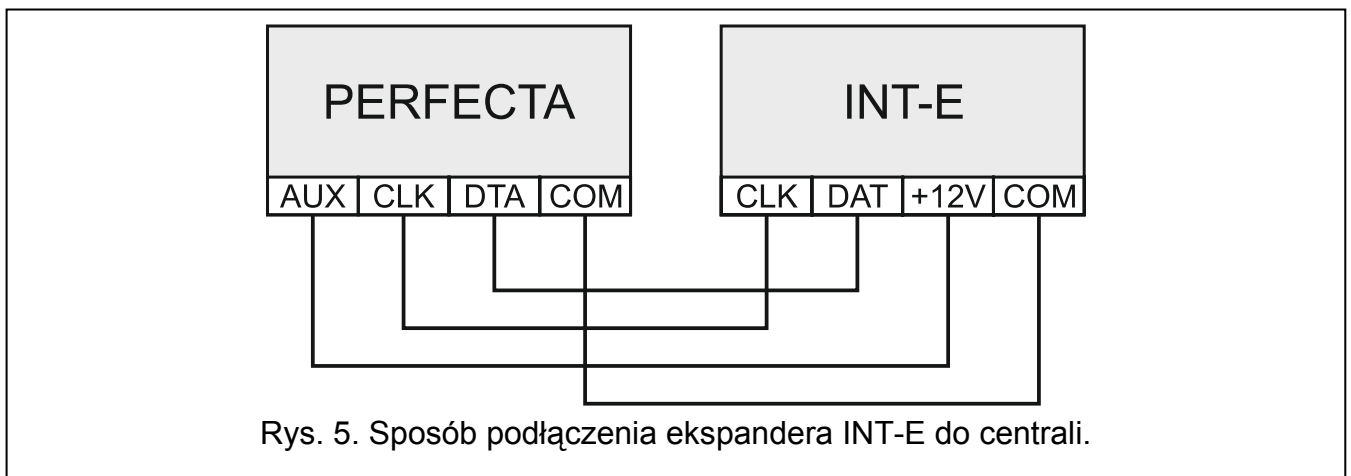 PERFECTA INT-E
AUX CLK DTA COM CLK DAT +12V COM
Rys. 5. Sposób podłączenia ekspandera INT-E do centrali.